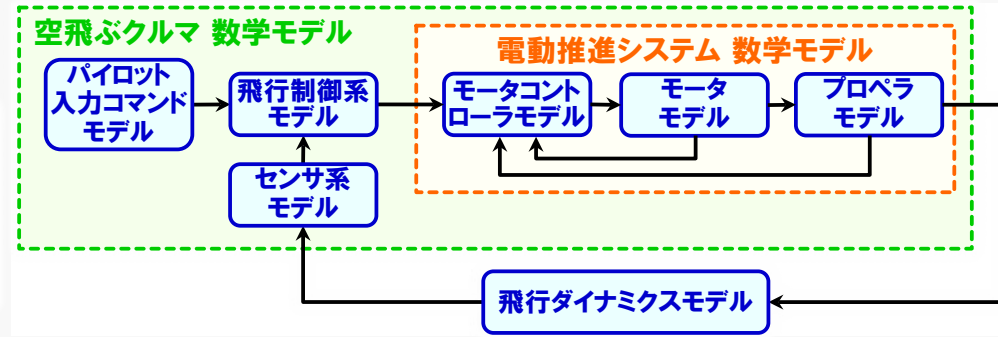 空飛ぶクルマ 数学モデル
電動推進システム 数学モデル
パイロット
入力コマンド
モデル
飛行制御系
モデル
モータコント
ローラモデル
モータ
モデル
プロペラ
モデル
センサ系
モデル
飛行ダイナミクスモデル